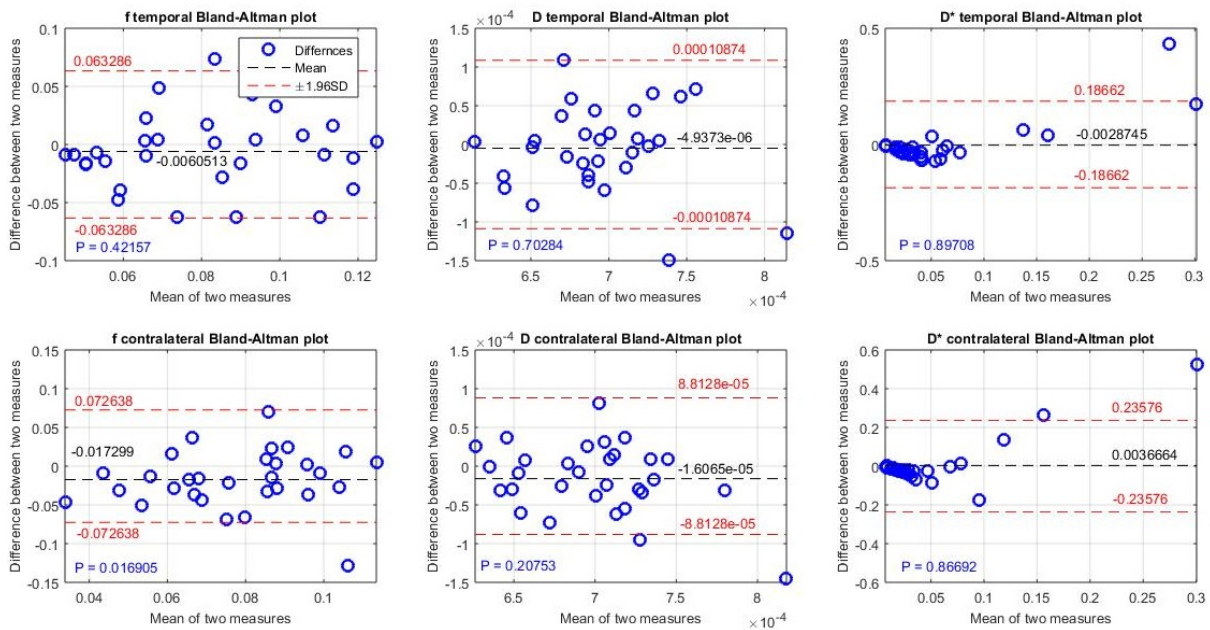 f temporal Bland-Altman plot
Difference between two measures
0.1
0.05
0
-0.05
-0.1
0.063286
-0.0060513
-0.063286
P = 0.42157
Differnces
Mean
±1.96SD
0.06
0.08
0.1
0.12
Mean of two measures
D temporal Bland-Altman plot
×10⁻⁴
Difference between two measures
1.5
1
0.5
0
-0.5
-1
-1.5
0.00010874
-4.9373e-06
-0.00010874
P = 0.70284
6.5
7
7.5
8
×10⁻⁴
Mean of two measures
D* temporal Bland-Altman plot
Difference between two measures
0.5
0
-0.5
0.18662
-0.0028745
-0.18662
P = 0.89708
0.05
0.1
0.15
0.2
0.25
0.3
Mean of two measures
f contralateral Bland-Altman plot
Difference between two measures
0.15
0.1
0.05
0
-0.05
-0.1
-0.15
0.072638
-0.017299
-0.072638
P = 0.016905
0.04
0.06
0.08
0.1
Mean of two measures
D contralateral Bland-Altman plot
×10⁻⁴
Difference between two measures
1.5
1
0.5
0
-0.5
-1
-1.5
8.8128e-05
-1.6065e-05
-8.8128e-05
P = 0.20753
6.5
7
7.5
8
×10⁻⁴
Mean of two measures
D* contralateral Bland-Altman plot
Difference between two measures
0.6
0.4
0.2
0
-0.2
-0.4
-0.6
0.23576
0.0036664
-0.23576
P = 0.86692
0.05
0.1
0.15
0.2
0.25
0.3
Mean of two measures